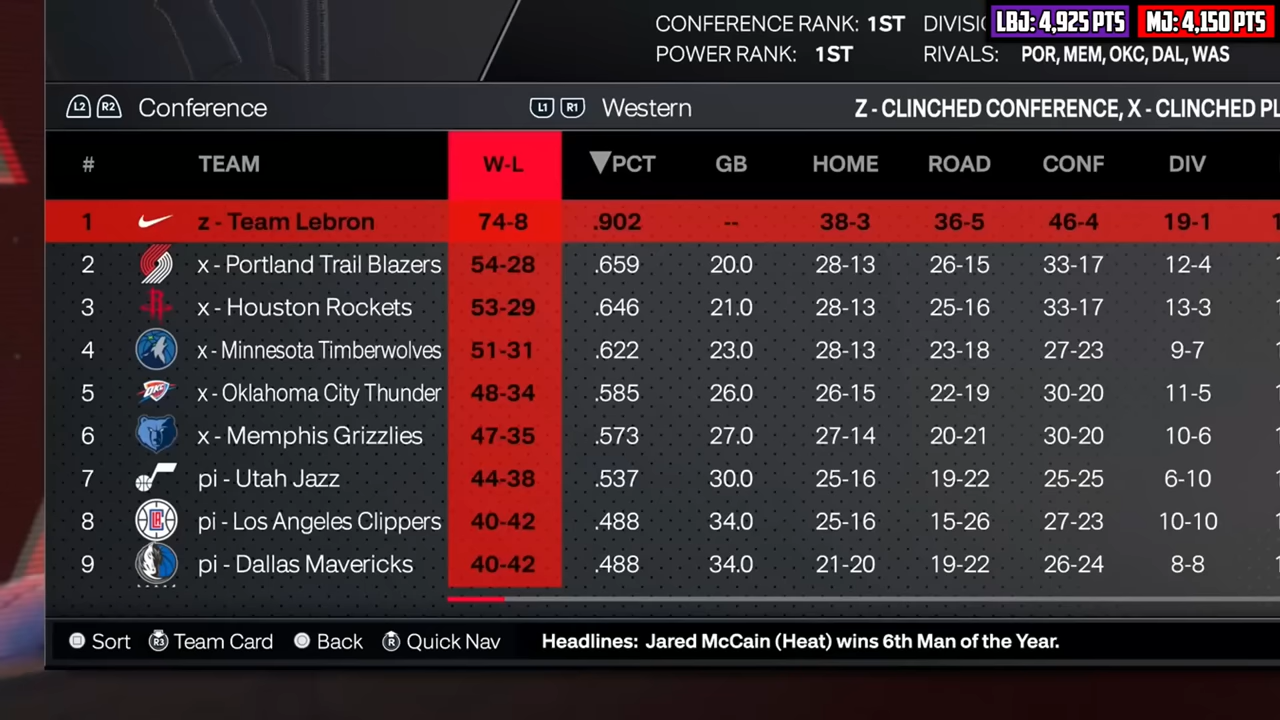 CONFERENCE RANK: 1ST DIVISIO LBJ: 4,925 PTS MJ: 4,150 PTS
POWER RANK: 1ST RIVALS: POR, MEM, OKC, DAL, WAS
L2 R2 Conference L1 R1 Western Z - CLINCHED CONFERENCE, X - CLINCHED PL
# TEAM W-L PCT GB HOME ROAD CONF DIV
1 z - Team Lebron 74-8 .902 -- 38-3 36-5 46-4 19-1
2 x - Portland Trail Blazers 54-28 .659 20.0 28-13 26-15 33-17 12-4
3 x - Houston Rockets 53-29 .646 21.0 28-13 25-16 33-17 13-3
4 x - Minnesota Timberwolves 51-31 .622 23.0 28-13 23-18 27-23 9-7
5 x - Oklahoma City Thunder 48-34 .585 26.0 26-15 22-19 30-20 11-5
6 x - Memphis Grizzlies 47-35 .573 27.0 27-14 20-21 30-20 10-6
7 pi - Utah Jazz 44-38 .537 30.0 25-16 19-22 25-25 6-10
8 pi - Los Angeles Clippers 40-42 .488 34.0 25-16 15-26 27-23 10-10
9 pi - Dallas Mavericks 40-42 .488 34.0 21-20 19-22 26-24 8-8
Sort R3 Team Card Back R Quick Nav Headlines: Jared McCain (Heat) wins 6th Man of the Year.